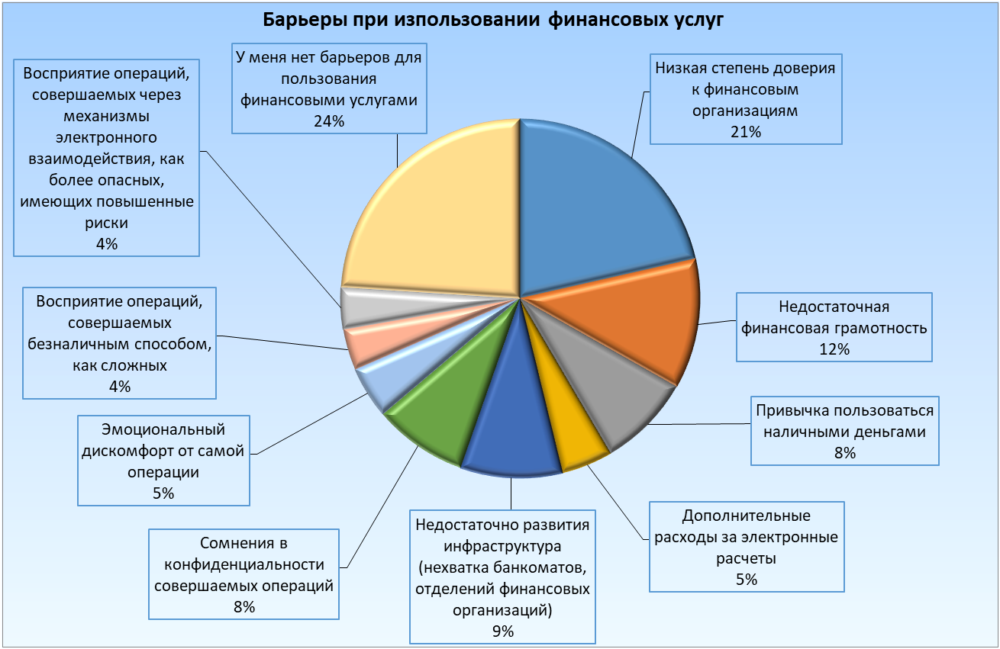 Барьеры при изпользовании финансовых услуг
У меня нет барьеров для
пользования
финансовыми услугами
24%
Низкая степень доверия
к финансовым
организациям
21%
Восприятие операций,
совершаемых через
механизмы
электронного
взаимодействия, как
более опасных,
имеющих повышенные
риски
4%
Недостаточная
финансовая грамотность
12%
Восприятие операций,
совершаемых
безналичным способом,
как сложных
4%
Привычка пользоваться
наличными деньгами
8%
Эмоциональный
дискомфорт от самой
операции
5%
Дополнительные
расходы за электронные
расчеты
5%
Недостаточно развития
инфраструктура
(нехватка банкоматов,
отделений финансовых
организаций)
9%
Сомнения в
конфиденциальности
совершаемых операций
8%